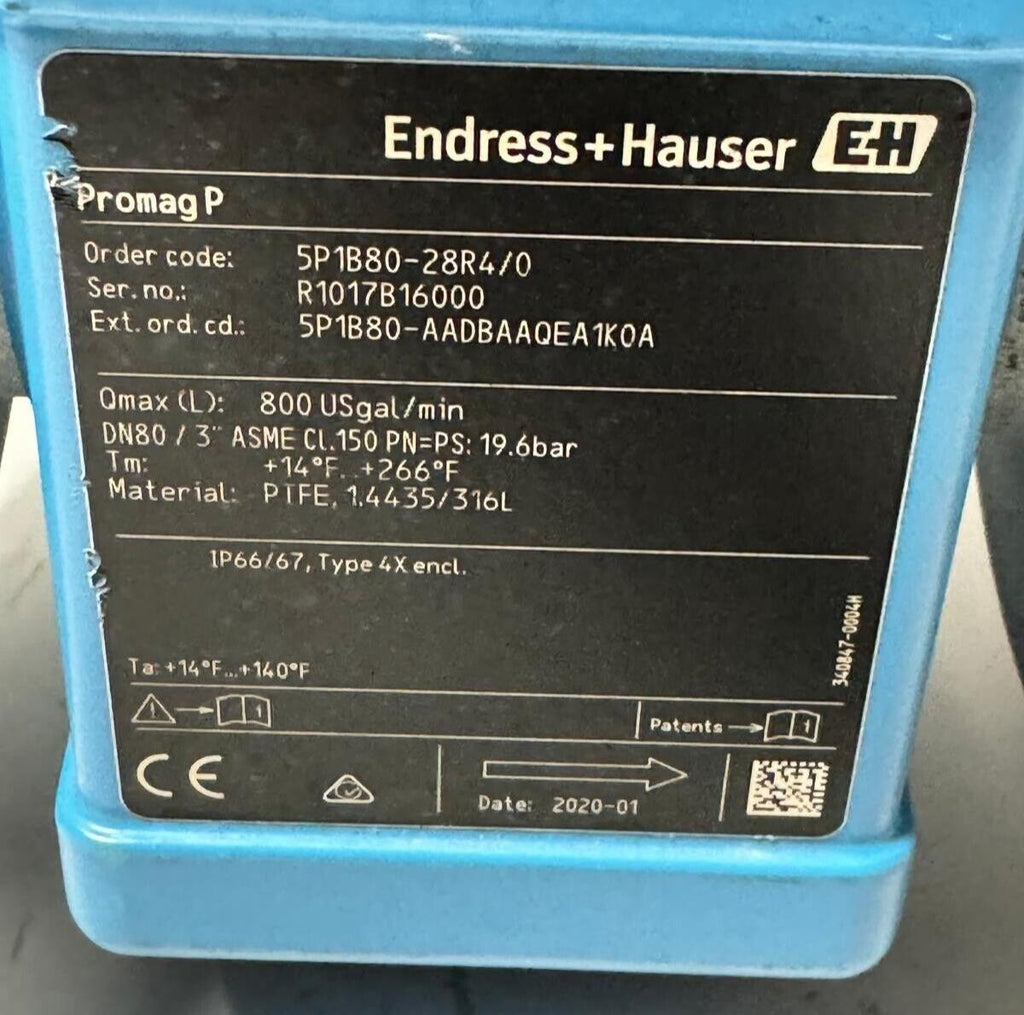 Endress+Hauser EH
Promag P
Order code: 5P1B80-28R4/0
Ser. no.: R1017B16000
Ext. ord. cd.: 5P1B80-AADBAAQEA1K0A
Qmax (L): 800 USgal/min
DN80 / 3" ASME Cl.150 PN=PS: 19.6bar
Tm: +14°F...+266°F
Material: PTFE, 1.4435/316L
IP66/67, Type 4X encl.
340847-0004H
Ta: +14°F...+140°F
Patents
CE
Date: 2020-01